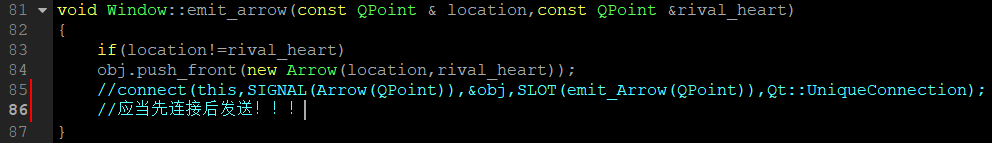 81 void Window::emit_arrow(const QPoint & location,const QPoint &rival_heart)
82 {
83     if(location!=rival_heart)
84     obj.push_front(new Arrow(location,rival_heart));
85     //connect(this,SIGNAL(Arrow(QPoint)),&obj,SLOT(emit_Arrow(QPoint)),Qt::UniqueConnection);
86     //应当先连接后发送!!!
87 }